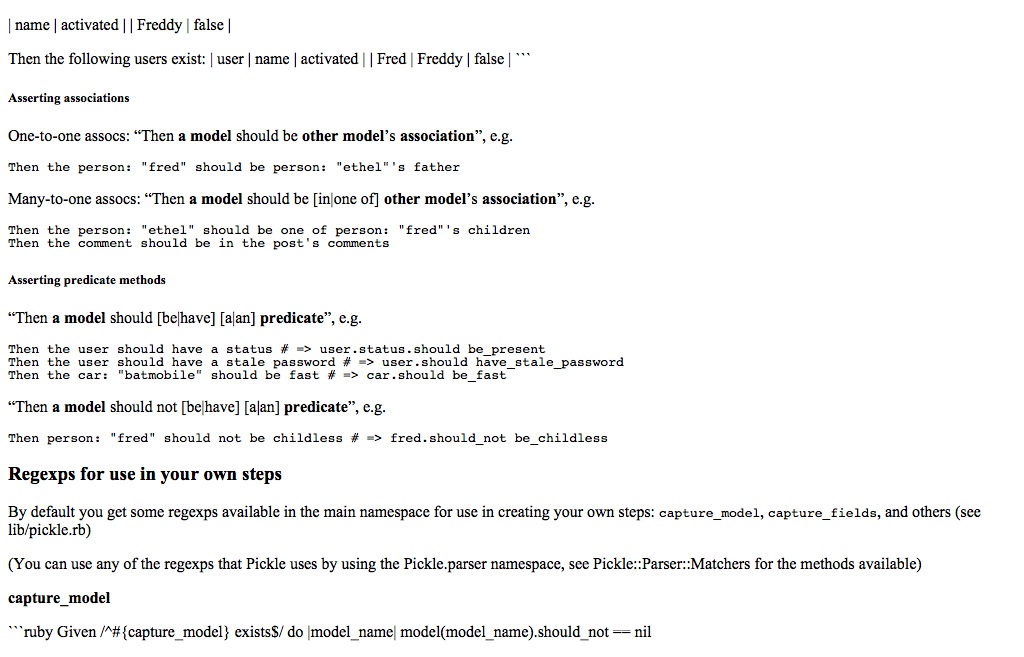 | name | activated | | Freddy | false |
Then the following users exist: | user | name | activated | | Fred | Freddy | false | ```
Asserting associations
One-to-one assocs: “Then a model should be other model’s association”, e.g.
Then the person: "fred" should be person: "ethel"'s father
Many-to-one assocs: “Then a model should be [in|one of] other model’s association”, e.g.
Then the person: "ethel" should be one of person: "fred"'s children
Then the comment should be in the post's comments
Asserting predicate methods
“Then a model should [be|have] [a|an] predicate”, e.g.
Then the user should have a status # => user.status.should be_present
Then the user should have a stale password # => user.should have_stale_password
Then the car: "batmobile" should be fast # => car.should be_fast
“Then a model should not [be|have] [a|an] predicate”, e.g.
Then person: "fred" should not be childless # => fred.should_not be_childless
Regexps for use in your own steps
By default you get some regexps available in the main namespace for use in creating your own steps: capture_model, capture_fields, and others (see
lib/pickle.rb)
(You can use any of the regexps that Pickle uses by using the Pickle.parser namespace, see Pickle::Parser::Matchers for the methods available)
capture_model
```ruby Given /^#{capture_model} exists$/ do |model_name| model(model_name).should_not == nil